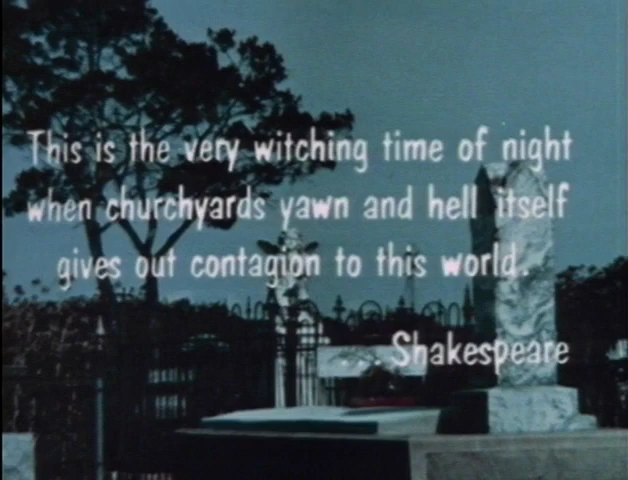 This is the very witching time of night
when churchyards yawn and hell itself
gives out contagion to this world.
... Shakespeare